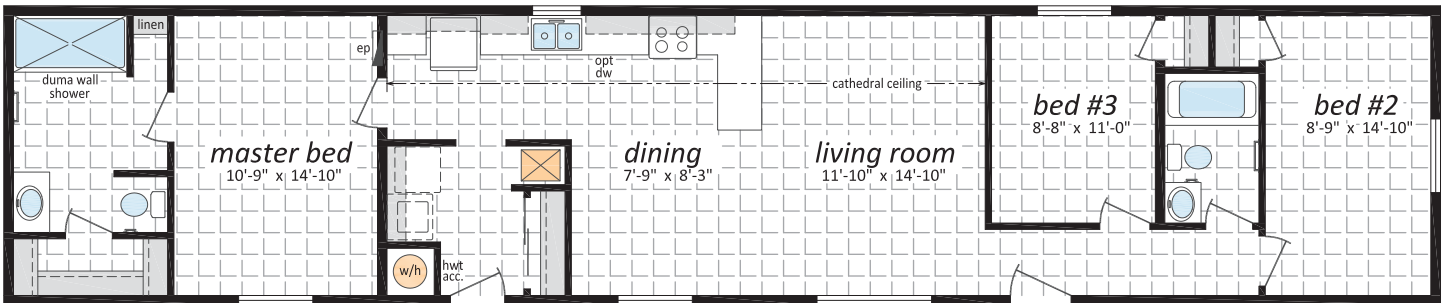 linen
duma wall
shower
master bed
10'-9" x 14'-10"
ep
opt
dw
cathedral ceiling
dining
7'-9" x 8'-3"
living room
11'-10" x 14'-10"
w/h
hwt
acc.
bed #3
8'-8" x 11'-0"
bed #2
8'-9" x 14'-10"